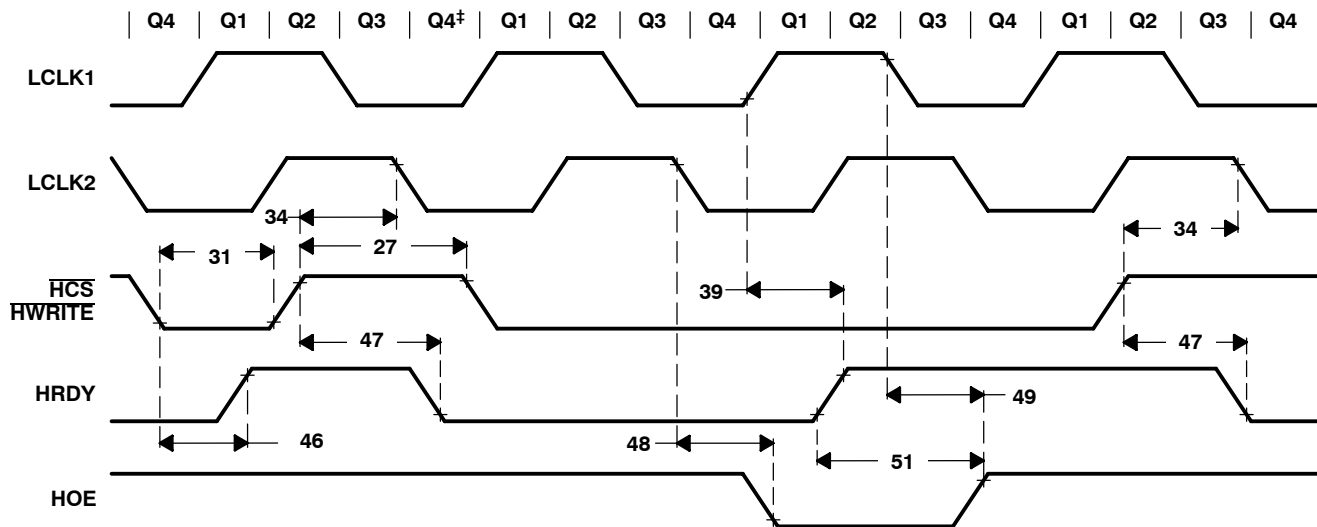 Q4 Q1 Q2 Q3 Q4‡ Q1 Q2 Q3 Q4 Q1 Q2 Q3 Q4 Q1 Q2 Q3 Q4
LCLK1
LCLK2
34
34
31
27
HCS
HWRITE
39
47
47
HRDY
49
46
48
51
HOE